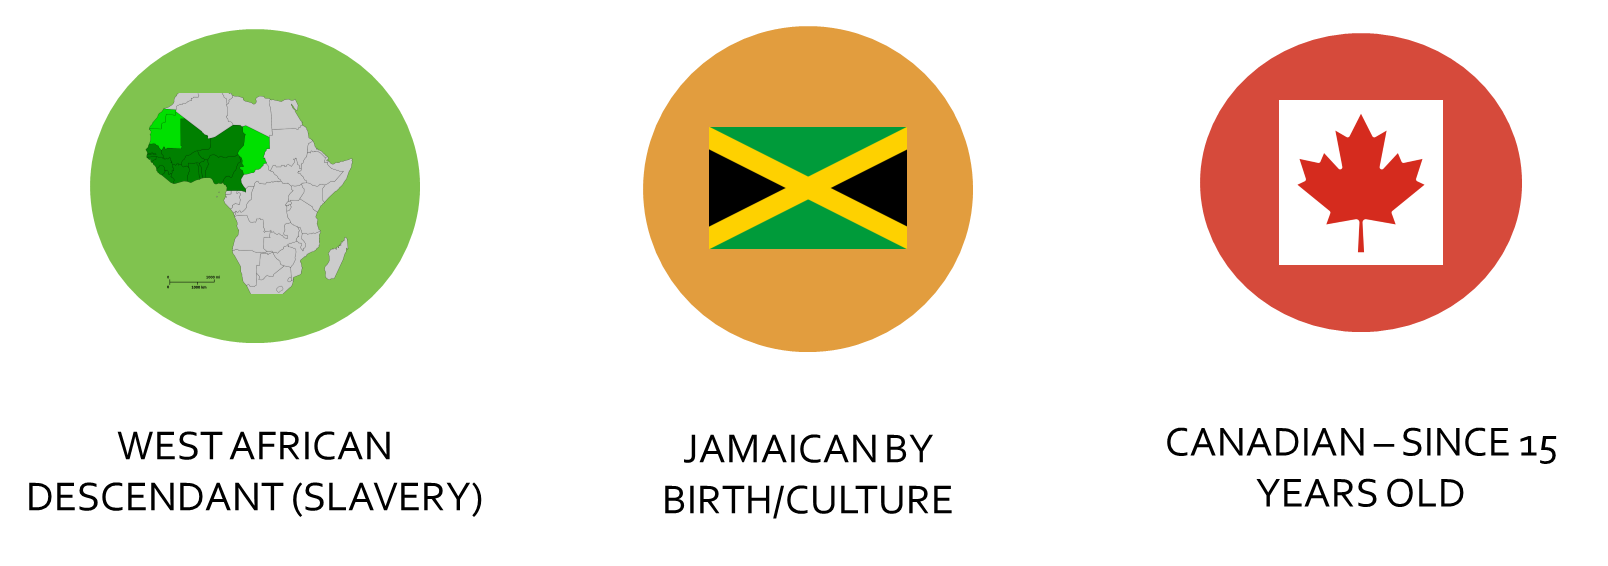 WEST AFRICAN
DESCENDANT (SLAVERY)
JAMAICAN BY
BIRTH/CULTURE
CANADIAN – SINCE 15
YEARS OLD